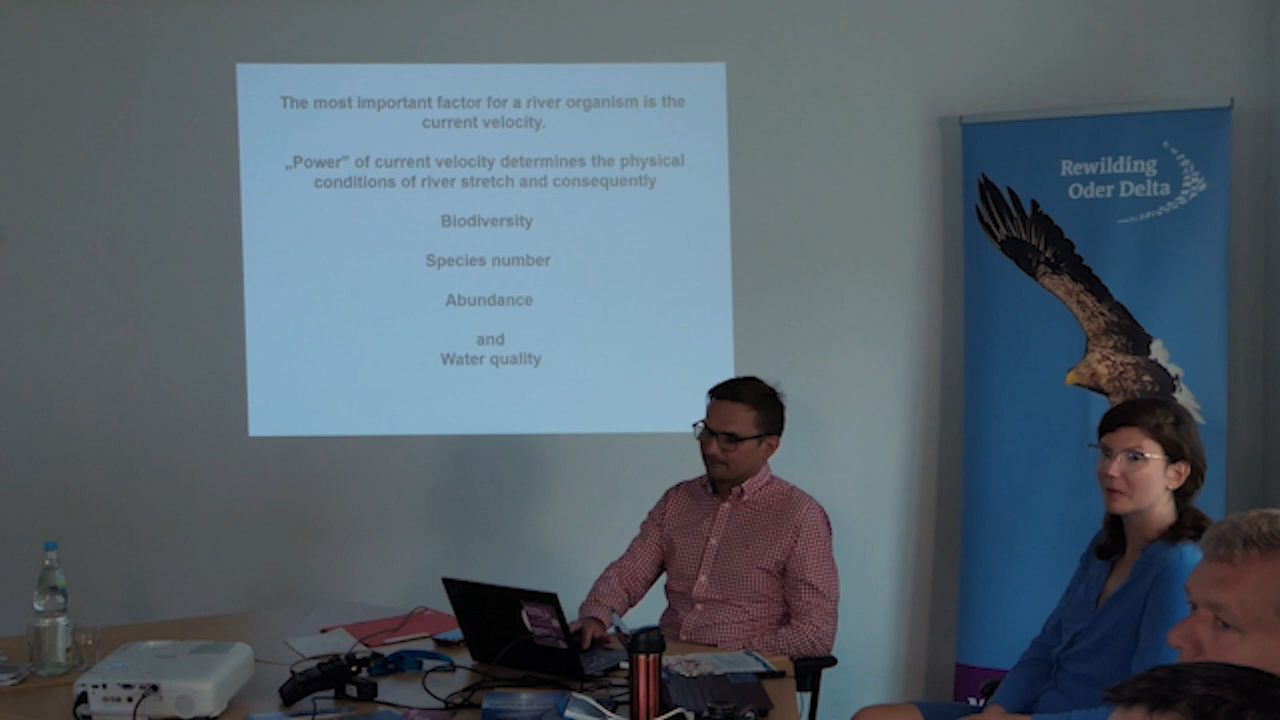 The most important factor for a river organism is the
current velocity.
„Power” of current velocity determines the physical
conditions of river stretch and consequently
Biodiversity
Species number
Abundance
and
Water quality
Rewilding
Oder Delta